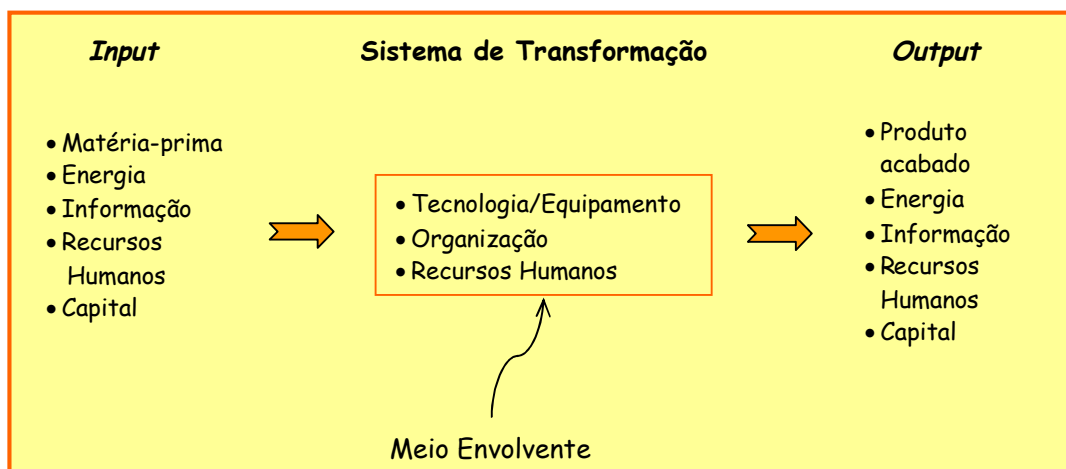 Input
Sistema de Transformação
Output
• Matéria-prima
• Energia
• Informação
• Recursos
Humanos
• Capital
• Tecnologia/Equipamento
• Organização
• Recursos Humanos
• Produto
acabado
• Energia
• Informação
• Recursos
Humanos
• Capital
Meio Envolvente